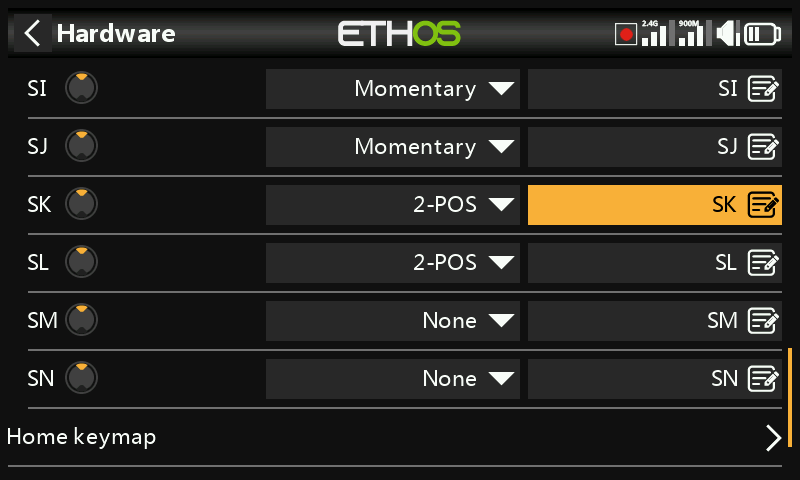 Hardware ETHOS 2.4G 900M
SI Momentary SI
SJ Momentary SJ
SK 2-POS SK
SL 2-POS SL
SM None SM
SN None SN
Home keymap